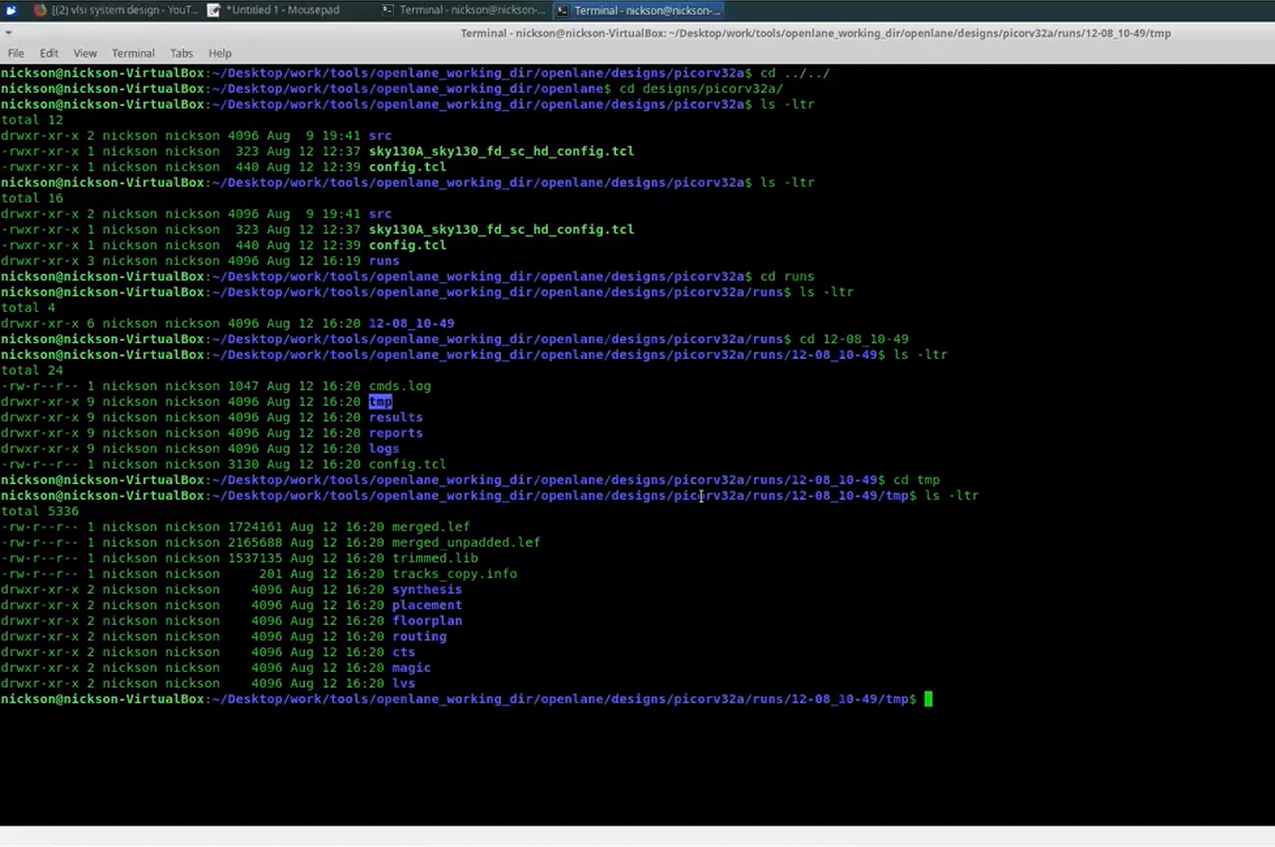 [(2) vlsi system design - YouT...
*Untitled 1 - Mousepad
Terminal - nickson@nickson-...
Terminal - nickson@nickson-...
Terminal - nickson@nickson-VirtualBox: ~/Desktop/work/tools/openlane_working_dir/openlane/designs/picorv32a/runs/12-08_10-49/tmp
File Edit View Terminal Tabs Help
nickson@nickson-VirtualBox:~/Desktop/work/tools/openlane_working_dir/openlane/designs/picorv32a$ cd ../../
nickson@nickson-VirtualBox:~/Desktop/work/tools/openlane_working_dir/openlane$ cd designs/picorv32a/
nickson@nickson-VirtualBox:~/Desktop/work/tools/openlane_working_dir/openlane/designs/picorv32a$ ls -ltr
total 12
drwxr-xr-x 2 nickson nickson 4096 Aug  9 19:41 src
-rwxr-xr-x 1 nickson nickson  323 Aug 12 12:37 sky130A_sky130_fd_sc_hd_config.tcl
-rwxr-xr-x 1 nickson nickson  440 Aug 12 12:39 config.tcl
nickson@nickson-VirtualBox:~/Desktop/work/tools/openlane_working_dir/openlane/designs/picorv32a$ ls -ltr
total 16
drwxr-xr-x 2 nickson nickson 4096 Aug  9 19:41 src
-rwxr-xr-x 1 nickson nickson  323 Aug 12 12:37 sky130A_sky130_fd_sc_hd_config.tcl
-rwxr-xr-x 1 nickson nickson  440 Aug 12 12:39 config.tcl
drwxr-xr-x 3 nickson nickson 4096 Aug 12 16:19 runs
nickson@nickson-VirtualBox:~/Desktop/work/tools/openlane_working_dir/openlane/designs/picorv32a$ cd runs
nickson@nickson-VirtualBox:~/Desktop/work/tools/openlane_working_dir/openlane/designs/picorv32a/runs$ ls -ltr
total 4
drwxr-xr-x 6 nickson nickson 4096 Aug 12 16:20 12-08_10-49
nickson@nickson-VirtualBox:~/Desktop/work/tools/openlane_working_dir/openlane/designs/picorv32a/runs$ cd 12-08_10-49
nickson@nickson-VirtualBox:~/Desktop/work/tools/openlane_working_dir/openlane/designs/picorv32a/runs/12-08_10-49$ ls -ltr
total 24
-rw-r--r-- 1 nickson nickson 1047 Aug 12 16:20 cmds.log
drwxr-xr-x 9 nickson nickson 4096 Aug 12 16:20 tmp
drwxr-xr-x 9 nickson nickson 4096 Aug 12 16:20 results
drwxr-xr-x 9 nickson nickson 4096 Aug 12 16:20 reports
drwxr-xr-x 9 nickson nickson 4096 Aug 12 16:20 logs
-rw-r--r-- 1 nickson nickson 3130 Aug 12 16:20 config.tcl
nickson@nickson-VirtualBox:~/Desktop/work/tools/openlane_working_dir/openlane/designs/picorv32a/runs/12-08_10-49$ cd tmp
nickson@nickson-VirtualBox:~/Desktop/work/tools/openlane_working_dir/openlane/designs/picorv32a/runs/12-08_10-49/tmp$ ls -ltr
total 5336
-rw-r--r-- 1 nickson nickson 1724161 Aug 12 16:20 merged.lef
-rw-r--r-- 1 nickson nickson 2165688 Aug 12 16:20 merged_unpadded.lef
-rw-r--r-- 1 nickson nickson 1537135 Aug 12 16:20 trimmed.lib
-rw-r--r-- 1 nickson nickson     201 Aug 12 16:20 tracks_copy.info
drwxr-xr-x 2 nickson nickson    4096 Aug 12 16:20 synthesis
drwxr-xr-x 2 nickson nickson    4096 Aug 12 16:20 placement
drwxr-xr-x 2 nickson nickson    4096 Aug 12 16:20 floorplan
drwxr-xr-x 2 nickson nickson    4096 Aug 12 16:20 routing
drwxr-xr-x 2 nickson nickson    4096 Aug 12 16:20 cts
drwxr-xr-x 2 nickson nickson    4096 Aug 12 16:20 magic
drwxr-xr-x 2 nickson nickson    4096 Aug 12 16:20 lvs
nickson@nickson-VirtualBox:~/Desktop/work/tools/openlane_working_dir/openlane/designs/picorv32a/runs/12-08_10-49/tmp$